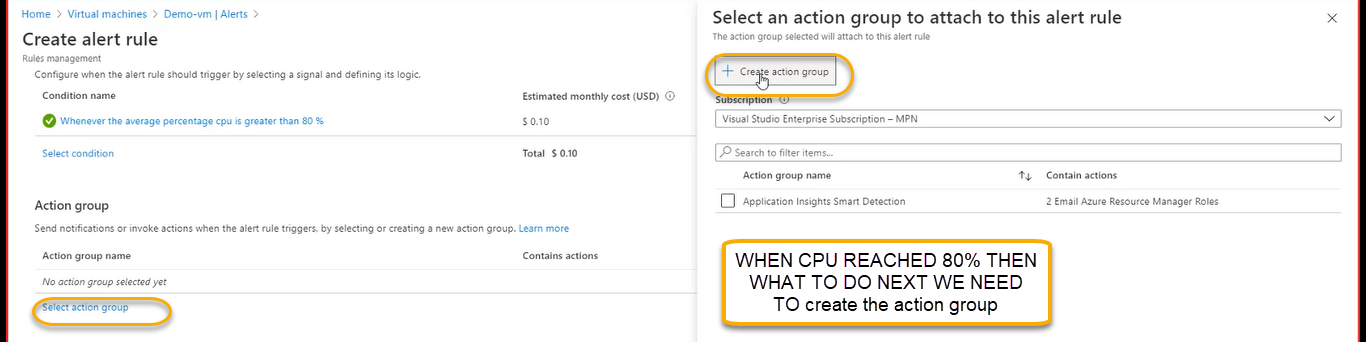 Home > Virtual machines > Demo-vm | Alerts >
Create alert rule
Rules management
Configure when the alert rule should trigger by selecting a signal and defining its logic.
Condition name Estimated monthly cost (USD)
Whenever the average percentage cpu is greater than 80 % $ 0.10
Select condition Total $ 0.10
Action group
Send notifications or invoke actions when the alert rule triggers, by selecting or creating a new action group. Learn more
Action group name Contains actions
No action group selected yet
Select action group
Select an action group to attach to this alert rule
The action group selected will attach to this alert rule
+ Create action group
Subscription
Visual Studio Enterprise Subscription – MPN
Search to filter items...
Action group name Contain actions
Application Insights Smart Detection 2 Email Azure Resource Manager Roles
WHEN CPU REACHED 80% THEN
WHAT TO DO NEXT WE NEED
TO create the action group